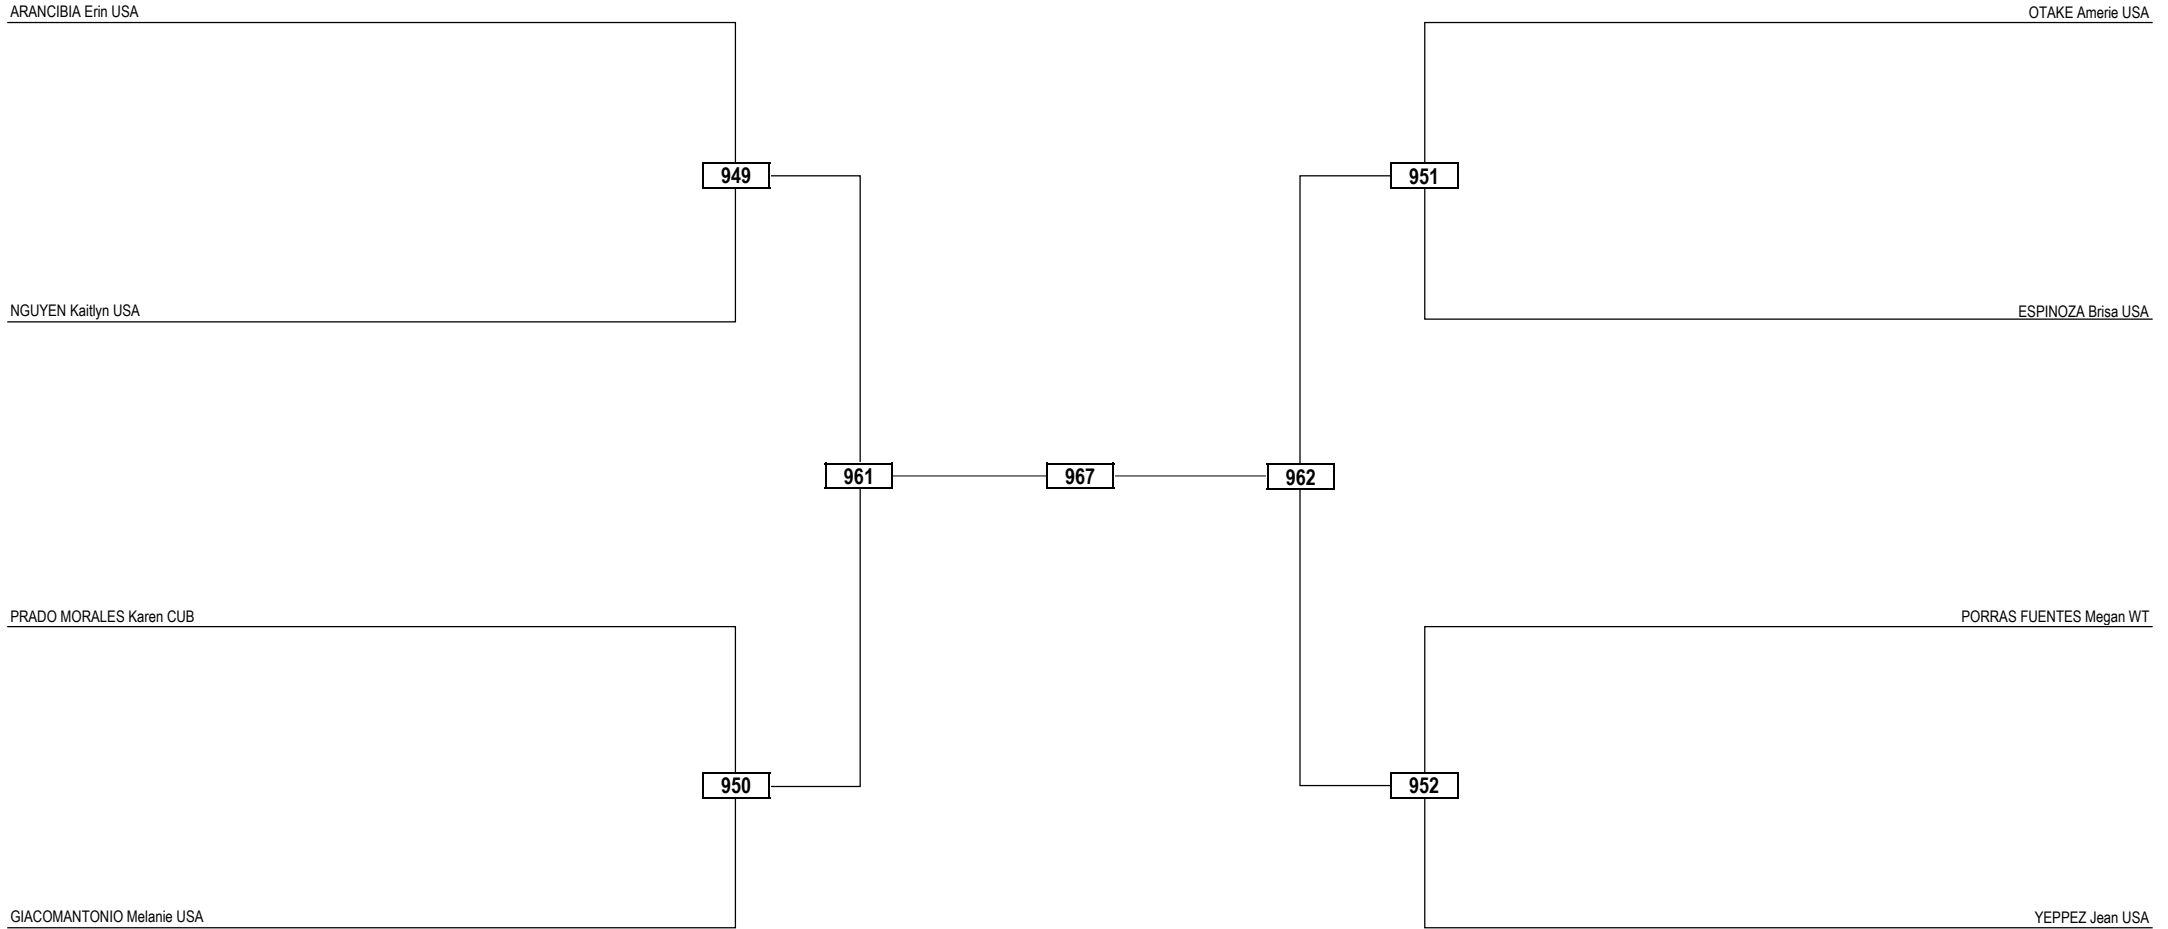 ARANCIBIA Erin USA
OTAKE Amerie USA
949
951
NGUYEN Kaitlyn USA
ESPINOZA Brisa USA
961
967
962
PRADO MORALES Karen CUB
PORRAS FUENTES Megan WT
950
952
GIACOMANTONIO Melanie USA
YEPPEZ Jean USA